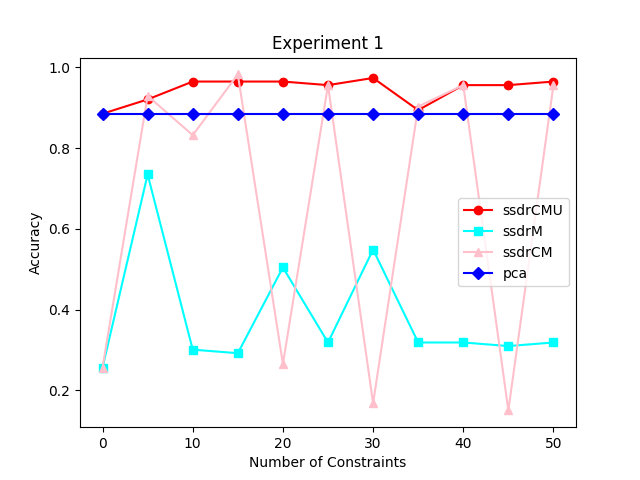 Experiment 1
Accuracy
1.0
0.8
0.6
0.4
0.2
ssdrCMU
ssdrM
ssdrCM
pca
0 10 20 30 40 50
Number of Constraints